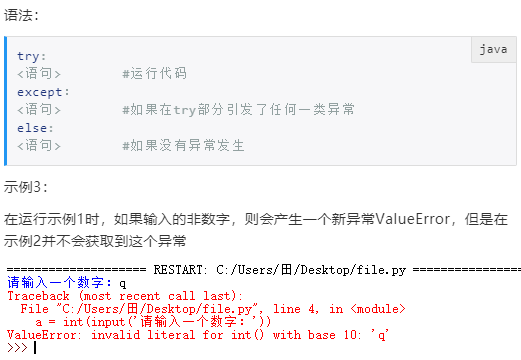 语法：
java
try:
<语句>        #运行代码
except:
<语句>        #如果在try部分引发了任何一类异常
else:
<语句>        #如果没有异常发生
示例3：
在运行示例1时，如果输入的非数字，则会产生一个新异常ValueError，但是在
示例2并不会获取到这个异常
==================== RESTART: C:/Users/田/Desktop/file.py ====================
请输入一个数字：q
Traceback (most recent call last):
  File "C:/Users/田/Desktop/file.py", line 4, in <module>
    a = int(input('请输入一个数字：'))
ValueError: invalid literal for int() with base 10: 'q'
>>>